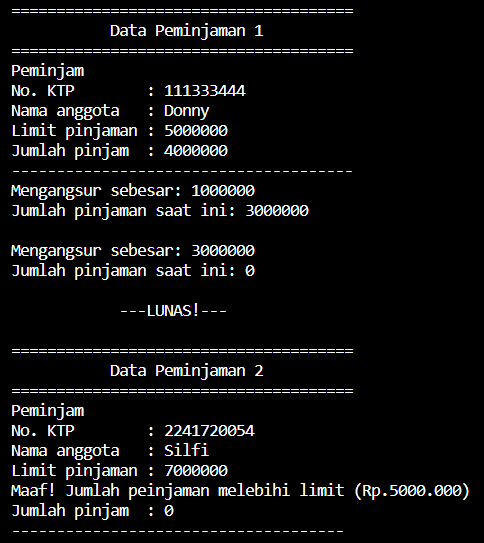 ======================================
Data Peminjaman 1
======================================
Peminjam
No. KTP : 111333444
Nama anggota : Donny
Limit pinjaman : 5000000
Jumlah pinjam : 4000000
--------------------------------------
Mengangsur sebesar: 1000000
Jumlah pinjaman saat ini: 3000000
Mengangsur sebesar: 3000000
Jumlah pinjaman saat ini: 0
---LUNAS!---
======================================
Data Peminjaman 2
======================================
Peminjam
No. KTP : 2241720054
Nama anggota : Silfi
Limit pinjaman : 7000000
Maaf! Jumlah peinjaman melebihi limit (Rp.5000.000)
Jumlah pinjam : 0
-------------------------------------